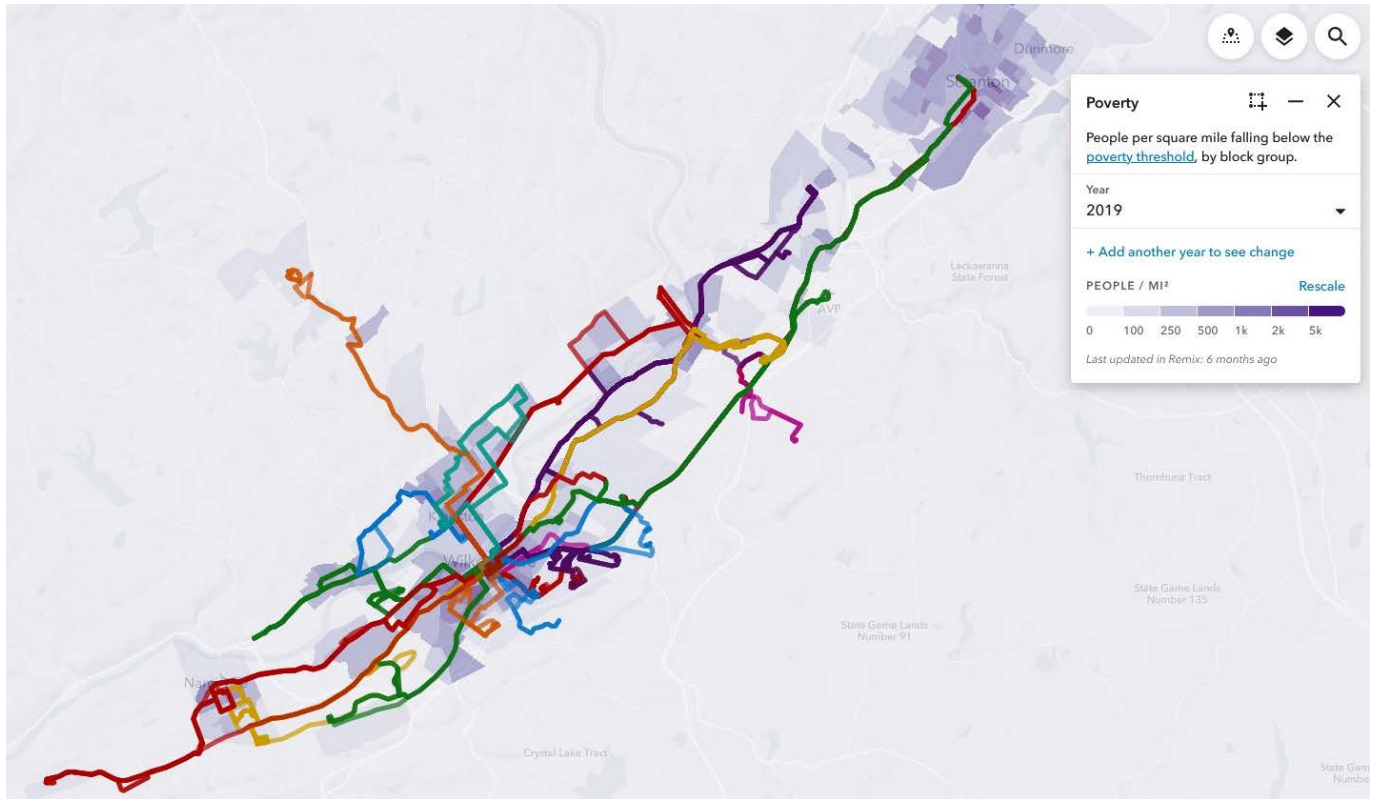 Dunmore
Scranton
Poverty
People per square mile falling below the
poverty threshold, by block group.
Year
2019
+ Add another year to see change
PEOPLE / MI²
Rescale
0 100 250 500 1k 2k 5k
Last updated in Remix: 6 months ago
Lackawanna
State Forest
AVP
Thornhurst Tract
State Game Lands
Number 135
State Game Lands
Number 91
Crystal Lake Tract
State Gam
Numbe